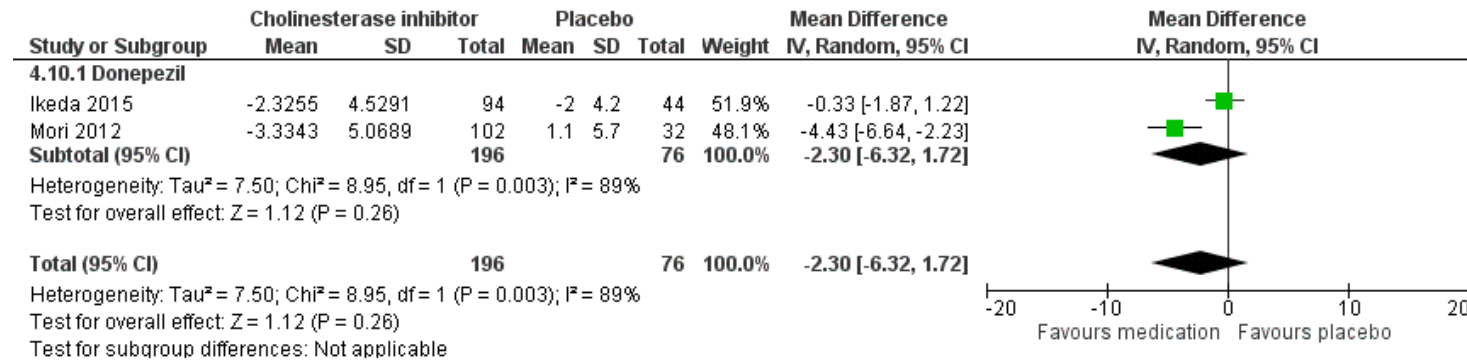 Cholinesterase inhibitor Placebo Mean Difference Mean Difference
Study or Subgroup Mean SD Total Mean SD Total Weight IV, Random, 95% CI IV, Random, 95% CI
4.10.1 Donepezil
Ikeda 2015 -2.3255 4.5291 94 -2 4.2 44 51.9% -0.33 [-1.87, 1.22]
Mori 2012 -3.3343 5.0689 102 1.1 5.7 32 48.1% -4.43 [-6.64, -2.23]
Subtotal (95% CI) 196 76 100.0% -2.30 [-6.32, 1.72]
Heterogeneity: Tau² = 7.50; Chi² = 8.95, df = 1 (P = 0.003); I² = 89%
Test for overall effect: Z = 1.12 (P = 0.26)
Total (95% CI) 196 76 100.0% -2.30 [-6.32, 1.72]
Heterogeneity: Tau² = 7.50; Chi² = 8.95, df = 1 (P = 0.003); I² = 89%
Test for overall effect: Z = 1.12 (P = 0.26)
Test for subgroup differences: Not applicable
-20 -10 0 10 20
Favours medication Favours placebo